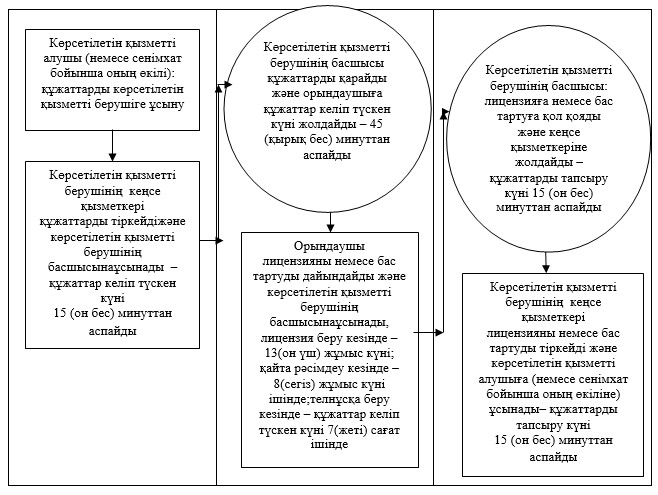 Көрсетілетін қызметті
алушы (немесе сенімхат
бойынша оның өкілі):
құжаттарды көрсетілетін
қызметті берушіге ұсыну
Көрсетілетін қызметті
берушінің кеңсе
қызметкері
құжаттарды тіркейдіжәне
көрсетілетін қызметті
берушінің
басшысынаұсынады –
құжаттар келіп түскен
күні
15 (он бес) минуттан
аспайды
Көрсетілетін қызметті
берушінің басшысы
құжаттарды қарайды
және орындаушыға
құжаттар келіп түскен
күні жолдайды – 45
(қырық бес) минуттан
аспайды
Орындаушы
лицензияны немесе бас
тартуды дайындайды және
көрсетілетін қызметті
берушінің
басшысынаұсынады,
лицензия беру кезінде –
13(он үш) жұмыс күні;
қайта рәсімдеу кезінде –
8(сегіз) жұмыс күні
ішінде;телнұсқа беру
кезінде – құжаттар келіп
түскен күні 7(жеті) сағат
ішінде
Көрсетілетін қызметті
берушінің басшысы:
лицензияға немесе бас
тартуға қол қояды
және кеңсе
қызметкеріне
жолдайды –
құжаттарды тапсыру
күні 15 (он бес)
минуттан аспайды
Көрсетілетін қызметті
берушінің кеңсе
қызметкері
лицензияны немесе бас
тартуды тіркейді және
көрсетілетін қызметті
алушыға (немесе сенімхат
бойынша оның өкіліне)
ұсынады– құжаттарды
тапсыру күні
15 (он бес) минуттан
аспайды